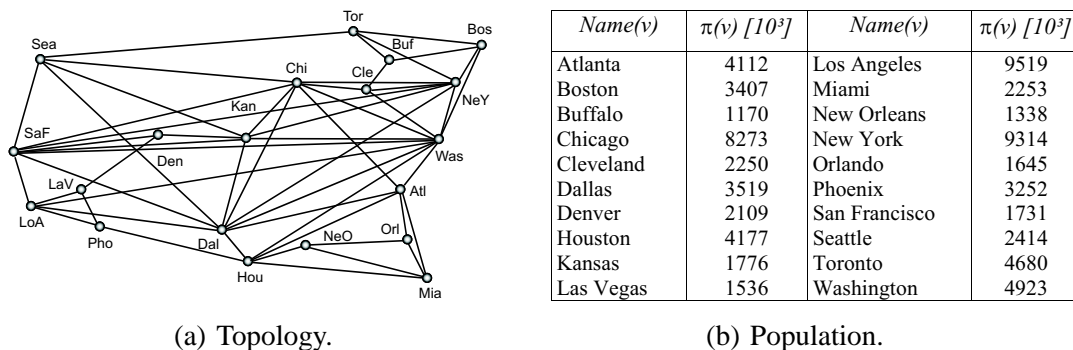 Tor
Bos
Sea
Buf
Chi
Cle
NeY
Kan
SaF
Was
Den
LaV
Atl
LoA
Pho
Dal
NeO
Orl
Hou
Mia
(a) Topology.
Name(v) π(v) [10³] Name(v) π(v) [10³]
Atlanta 4112 Los Angeles 9519
Boston 3407 Miami 2253
Buffalo 1170 New Orleans 1338
Chicago 8273 New York 9314
Cleveland 2250 Orlando 1645
Dallas 3519 Phoenix 3252
Denver 2109 San Francisco 1731
Houston 4177 Seattle 2414
Kansas 1776 Toronto 4680
Las Vegas 1536 Washington 4923
(b) Population.